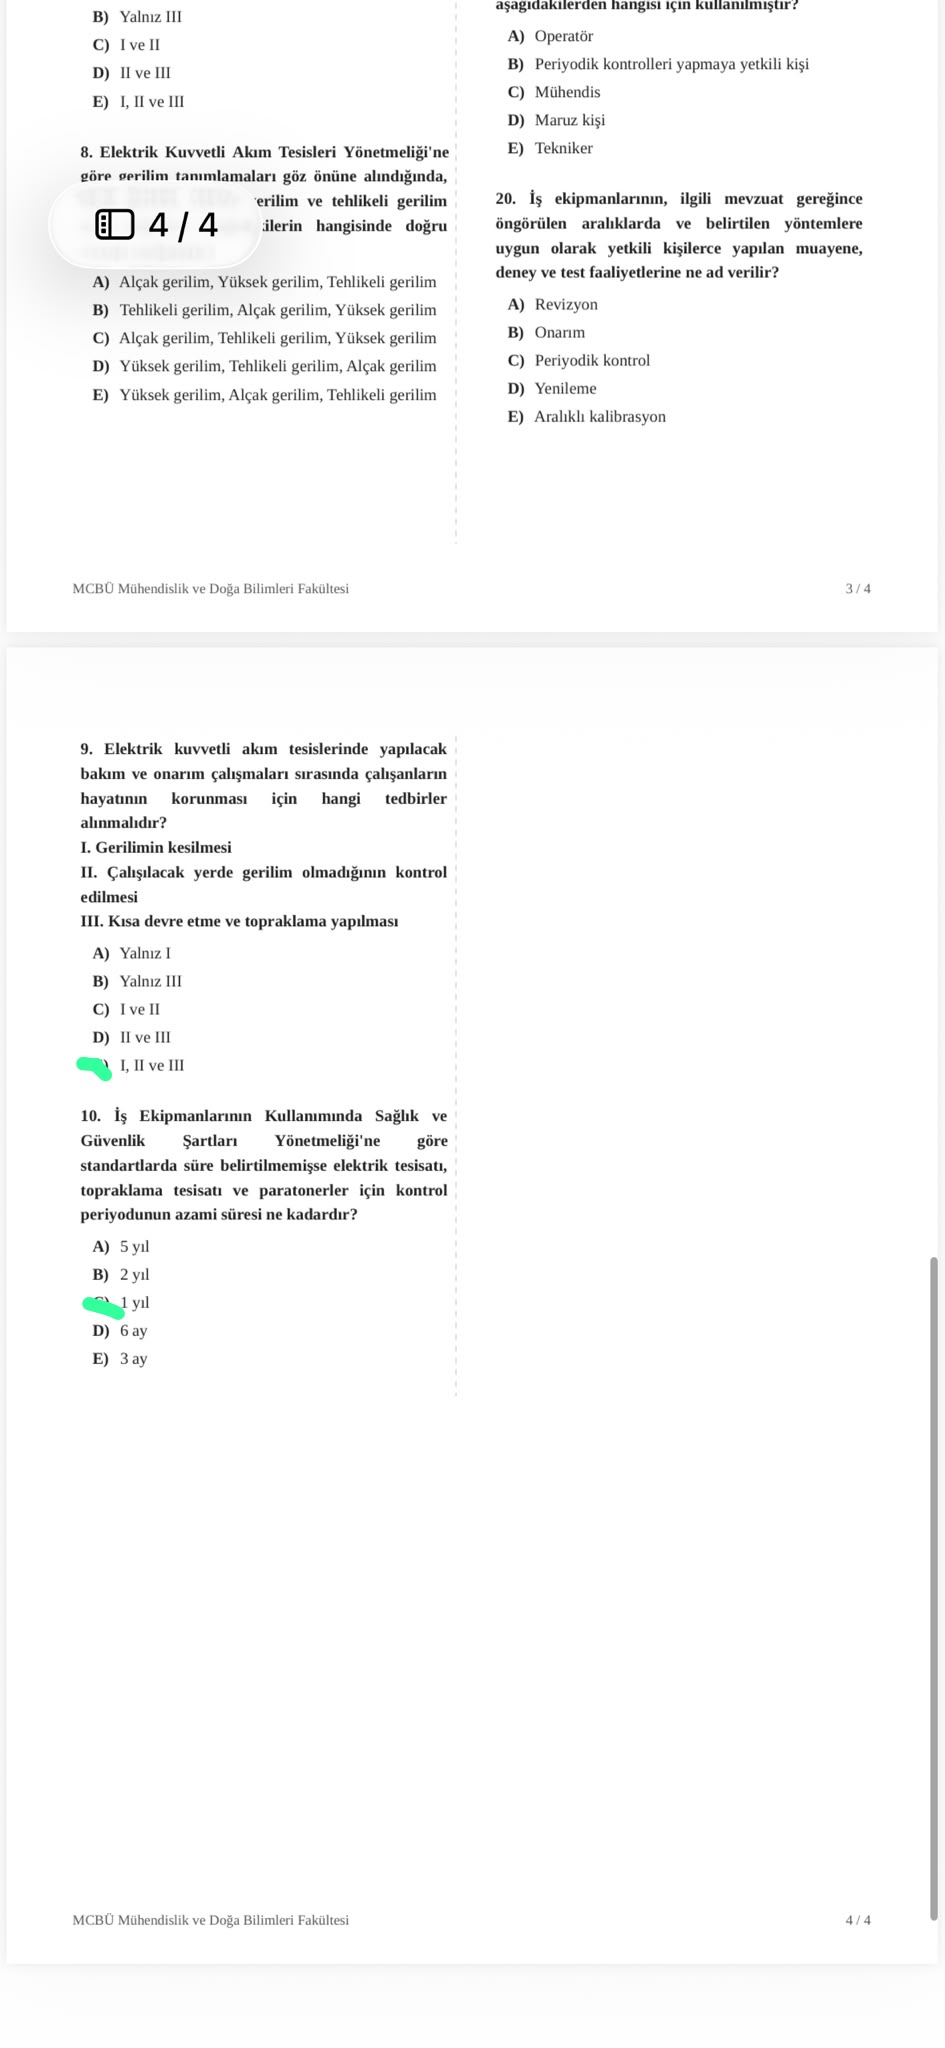 B) Yalnız III
C) I ve II
D) II ve III
E) I, II ve III
8. Elektrik Kuvvetli Akım Tesisleri Yönetmeliği'ne
göre gerilim tanımlamaları göz önüne alındığında,
gerilim ve tehlikeli gerilim
hangisinde doğru
4 / 4
A) Alçak gerilim, Yüksek gerilim, Tehlikeli gerilim
B) Tehlikeli gerilim, Alçak gerilim, Yüksek gerilim
C) Alçak gerilim, Tehlikeli gerilim, Yüksek gerilim
D) Yüksek gerilim, Tehlikeli gerilim, Alçak gerilim
E) Yüksek gerilim, Alçak gerilim, Tehlikeli gerilim
aşağıdakilerden hangisi için kullanılmıştır?
A) Operatör
B) Periyodik kontrolleri yapmaya yetkili kişi
C) Mühendis
D) Maruz kişi
E) Tekniker
20. İş ekipmanlarının, ilgili mevzuat gereğince
öngörülen aralıklarda ve belirtilen yöntemlere
uygun olarak yetkili kişilerce yapılan muayene,
deney ve test faaliyetlerine ne ad verilir?
A) Revizyon
B) Onarım
C) Periyodik kontrol
D) Yenileme
E) Aralıklı kalibrasyon
MCBÜ Mühendislik ve Doğa Bilimleri Fakültesi
3 / 4
9. Elektrik kuvvetli akım tesislerinde yapılacak
bakım ve onarım çalışmaları sırasında çalışanların
hayatının korunması için hangi tedbirler
alınmalıdır?
I. Gerilimin kesilmesi
II. Çalışılacak yerde gerilim olmadığının kontrol
edilmesi
III. Kısa devre etme ve topraklama yapılması
A) Yalnız I
B) Yalnız III
C) I ve II
D) II ve III
I, II ve III
10. İş Ekipmanlarının Kullanımında Sağlık ve
Güvenlik Şartları Yönetmeliği'ne göre
standartlarda süre belirtilmemişse elektrik tesisatı,
topraklama tesisatı ve paratonerler için kontrol
periyodunun azami süresi ne kadardır?
A) 5 yıl
B) 2 yıl
1 yıl
D) 6 ay
E) 3 ay
MCBÜ Mühendislik ve Doğa Bilimleri Fakültesi
4 / 4